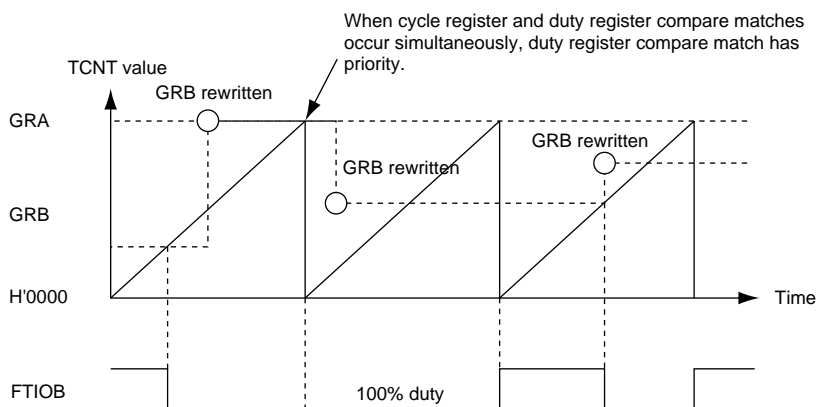 When cycle register and duty register compare matches
occur simultaneously, duty register compare match has
priority.
TCNT value
GRB rewritten
GRA
GRB rewritten
GRB rewritten
GRB
H'0000
Time
FTIOB
100% duty